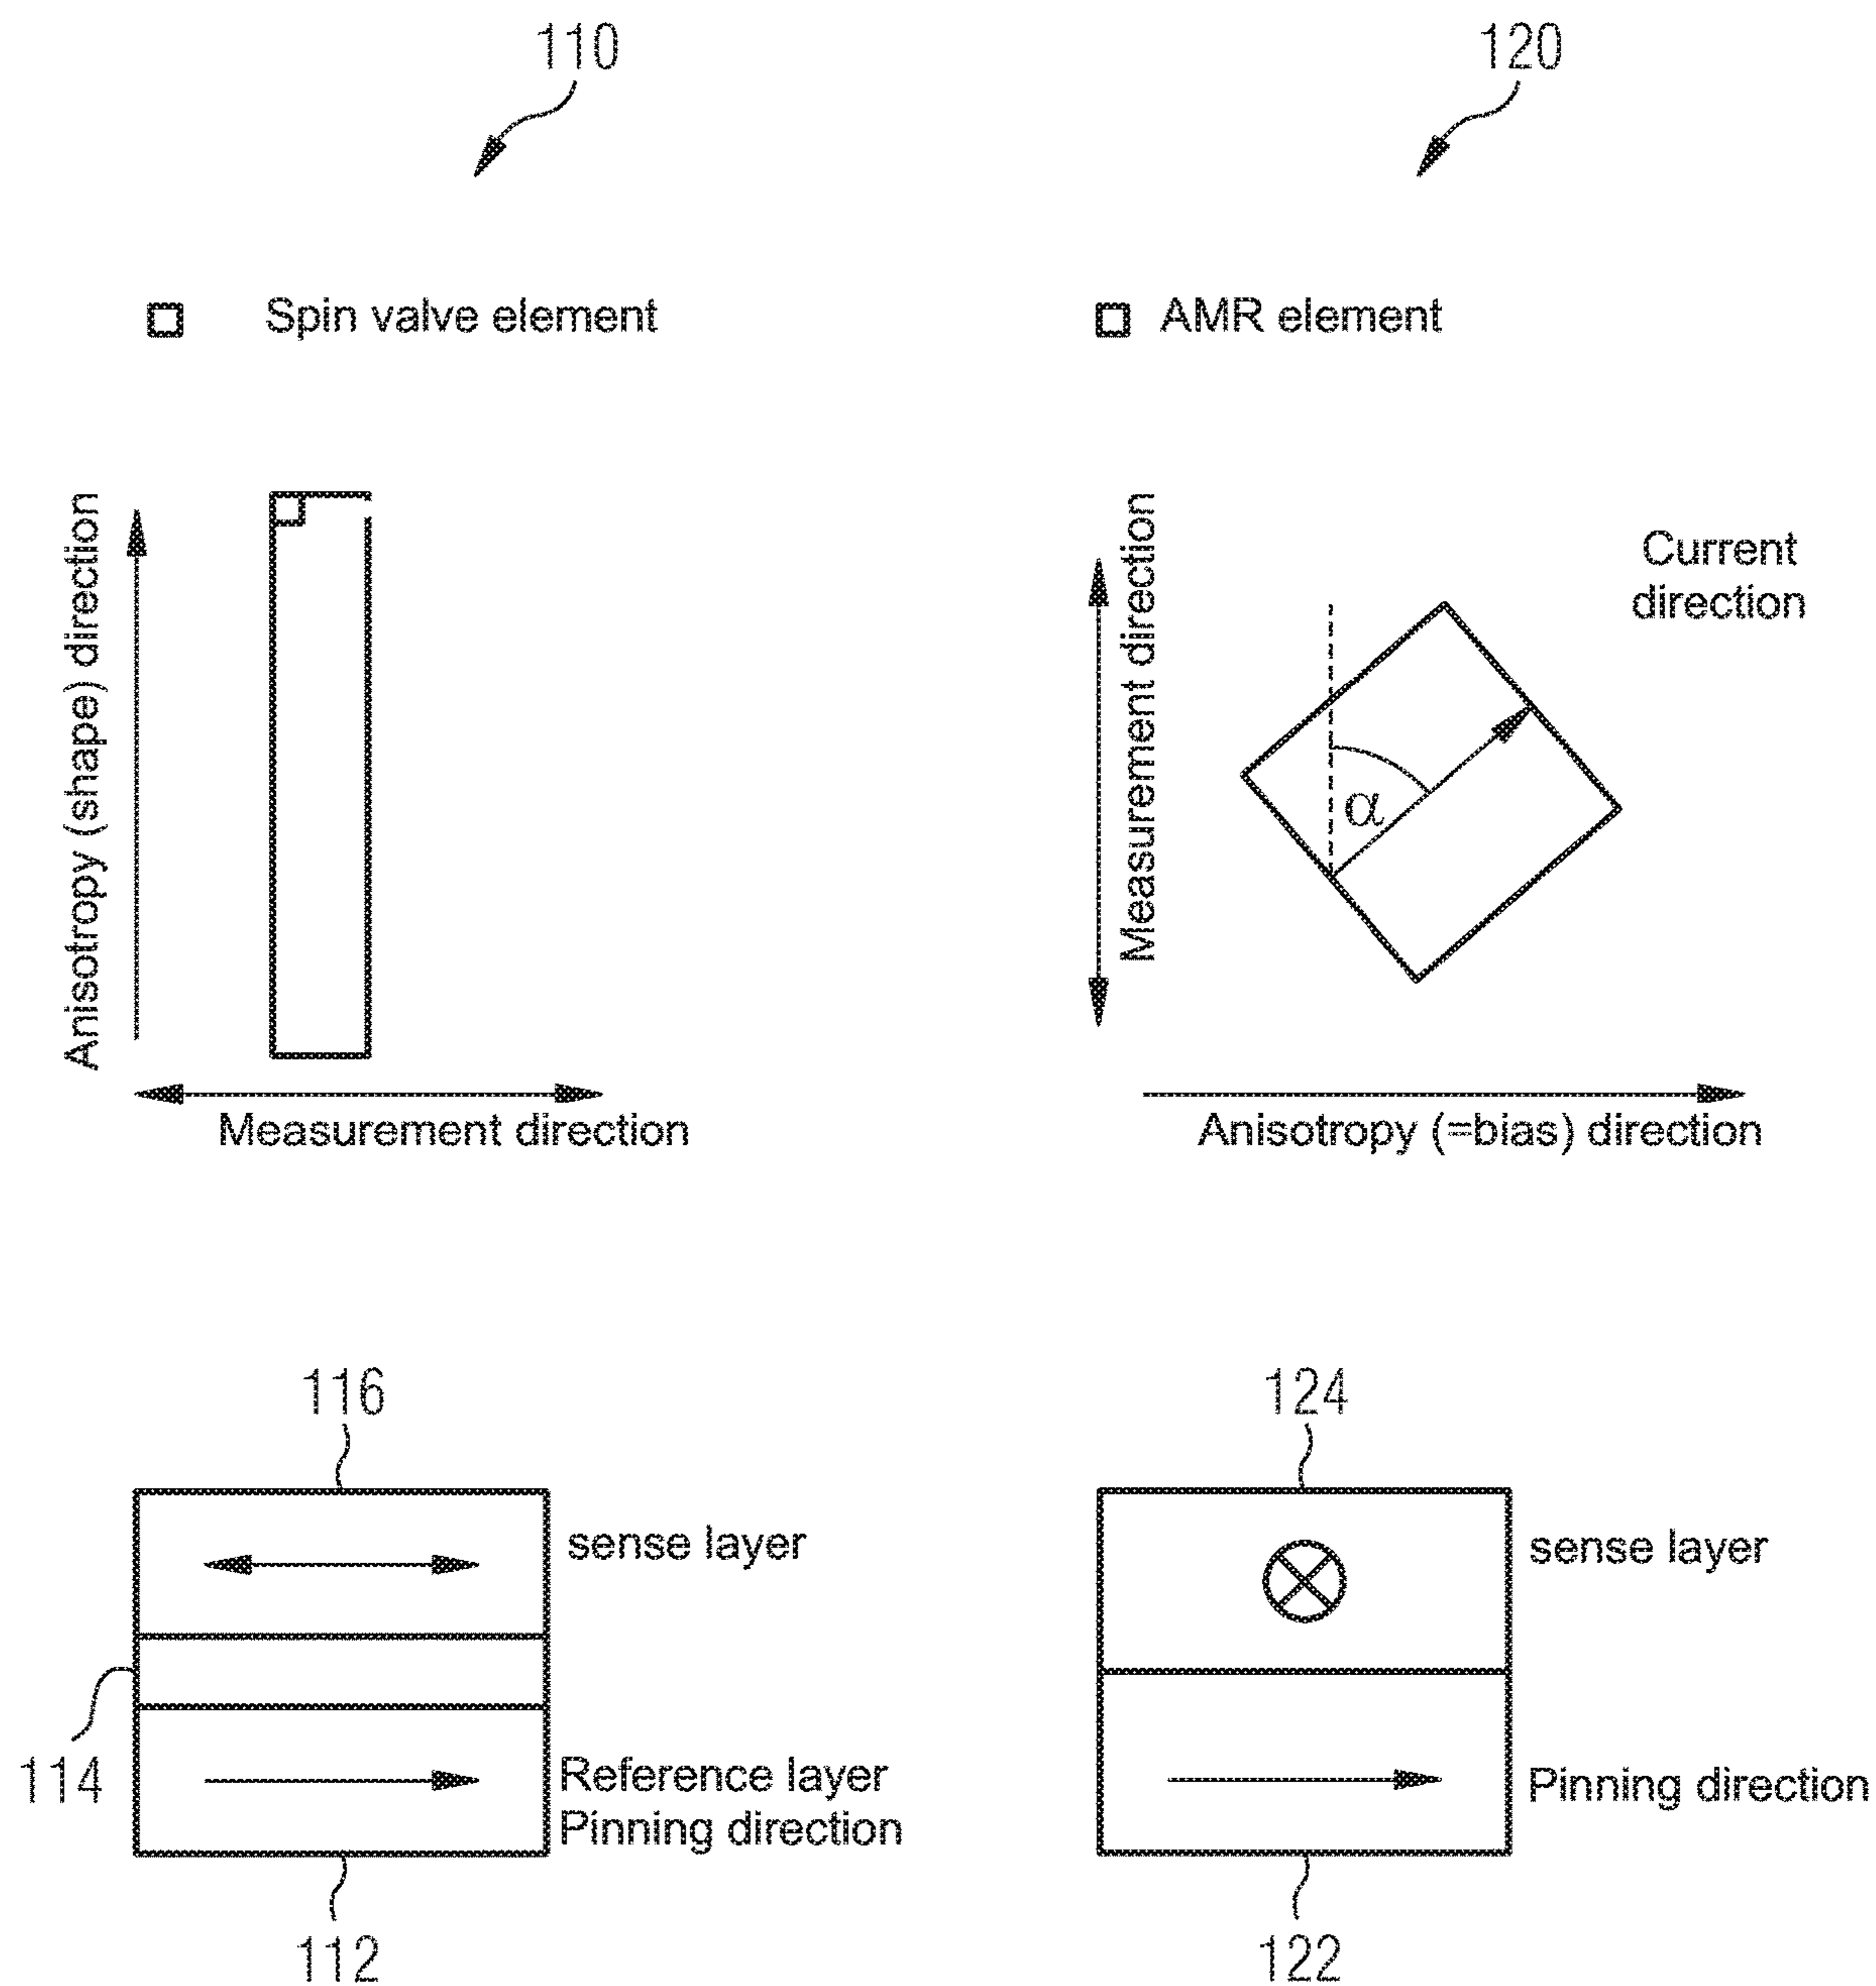 110
120
Spin valve element
AMR element
Anisotropy (shape) direction
Measurement direction
Measurement direction
Current
direction
α
Anisotropy (=bias) direction
116
sense layer
114
Reference layer
Pinning direction
112
124
sense layer
Pinning direction
122